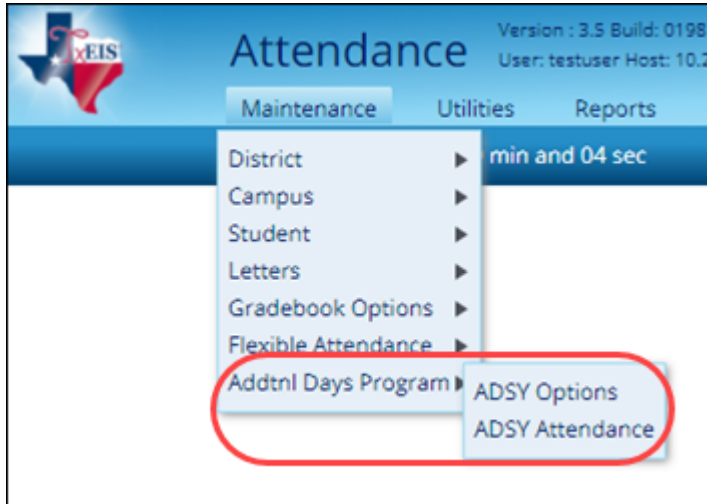 TxEIS
Attendance
Version : 3.5 Build: 0198
User: testuser Host: 10.2
Maintenance Utilities Reports
min and 04 sec
District
Campus
Student
Letters
Gradebook Options
Flexible Attendance
Addtnl Days Program
ADSY Options
ADSY Attendance